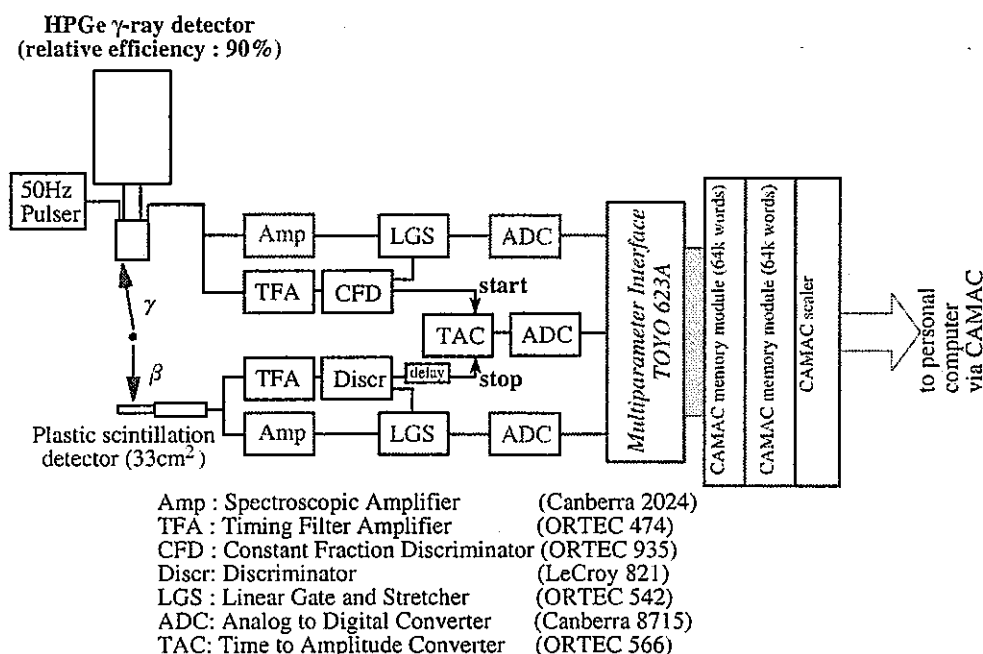 HPGe γ-ray detector
(relative efficiency : 90%)
50Hz
Pulser
γ
β
Plastic scintillation
detector (33cm²)
Amp
LGS
ADC
TFA
CFD
start
TAC
ADC
TFA
Discr
delay
stop
Amp
LGS
ADC
Multiparameter Interface
TOYO 623A
CAMAC memory module (64k words)
CAMAC memory module (64k words)
CAMAC scaler
to personal
computer
via CAMAC
Amp : Spectroscopic Amplifier (Canberra 2024)
TFA : Timing Filter Amplifier (ORTEC 474)
CFD : Constant Fraction Discriminator (ORTEC 935)
Discr: Discriminator (LeCroy 821)
LGS : Linear Gate and Stretcher (ORTEC 542)
ADC: Analog to Digital Converter (Canberra 8715)
TAC: Time to Amplitude Converter (ORTEC 566)